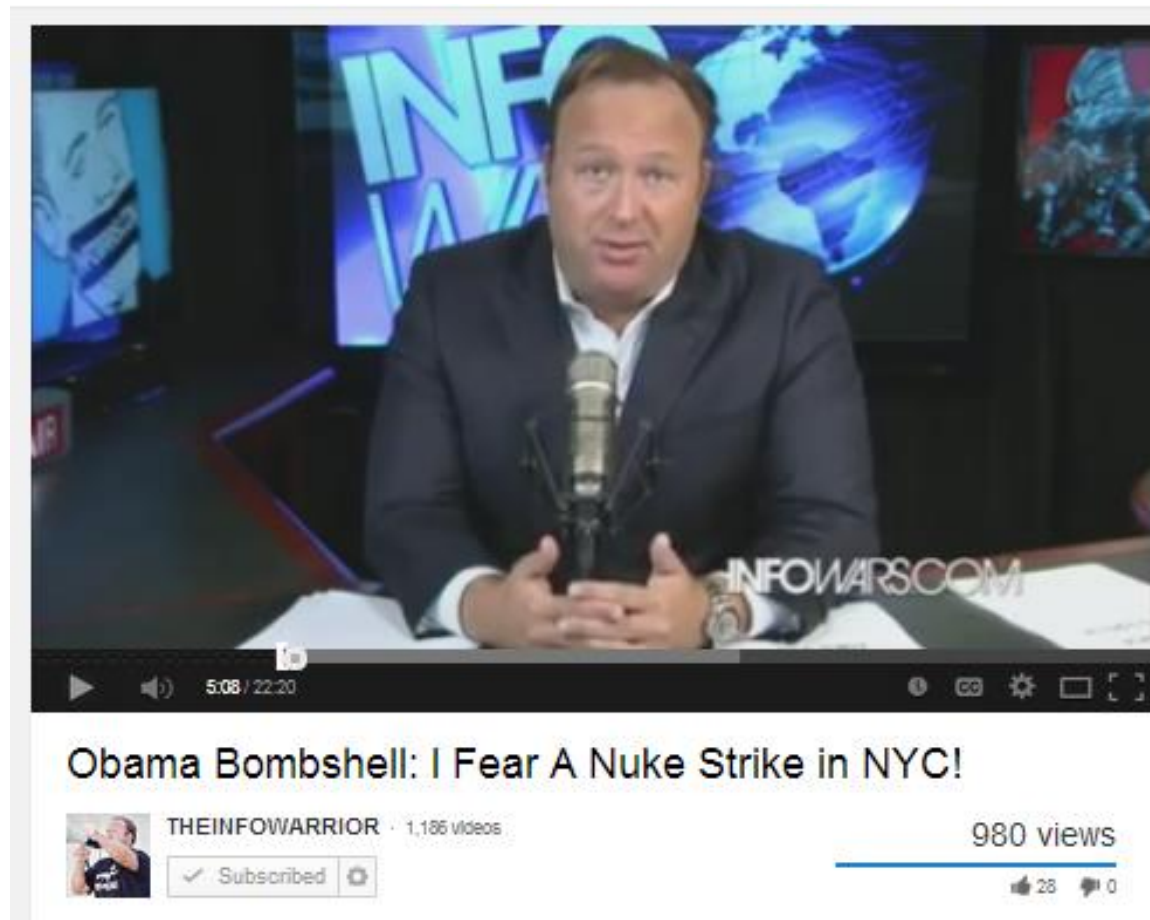 INFO
INFOWARS.COM
5:08 / 22:20
CC
Obama Bombshell: I Fear A Nuke Strike in NYC!
THEINFOWARRIOR · 1,186 videos
980 views
Subscribed
28 0